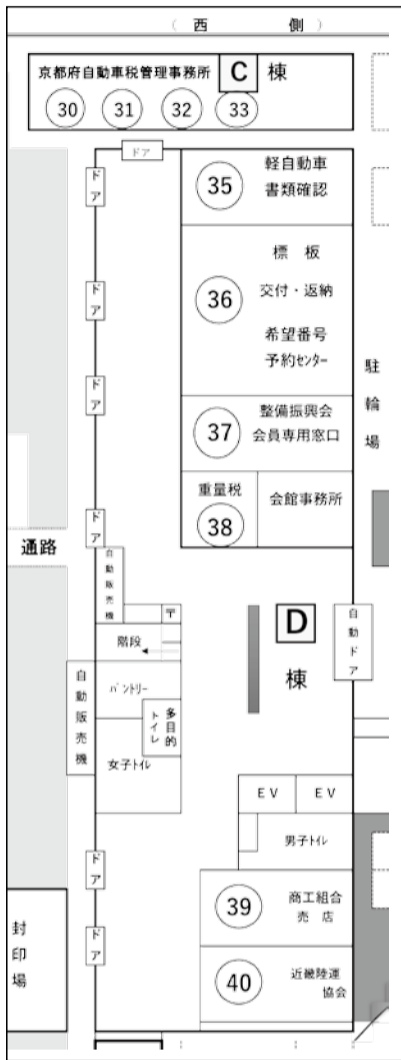 （ 西 側 ）
京都府自動車税管理事務所 C 棟
30 31 32 33
ドア
ドア
35 軽自動車
書類確認
ドア
36 標 板
交付・返納
希望番号
予約ｾﾝﾀｰ
ドア
駐輪場
37 整備振興会
会員専用窓口
重量税
38
会館事務所
ドア
通路
自動販売機
〒
階段
D
棟
自動ドア
自動販売機
ﾊﾟﾝﾄﾘｰ
多目的
トイレ
女子ﾄｲﾚ
ＥＶ ＥＶ
男子ﾄｲﾚ
ドア
39 商工組合
売 店
封印場
ドア
40 近畿陸運
協会